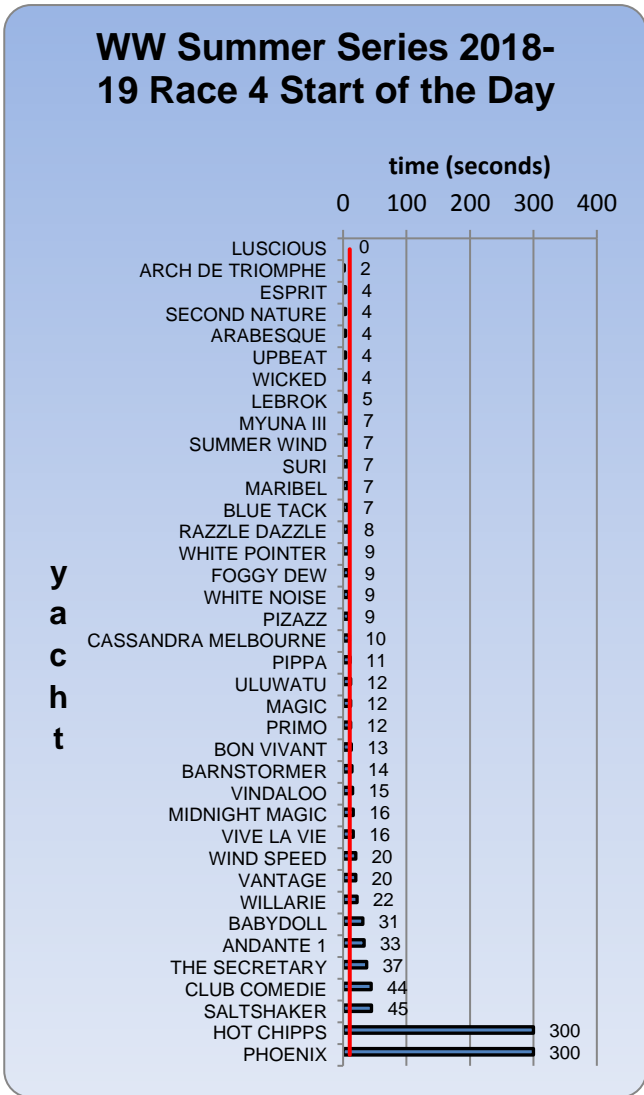 WW Summer Series 2018-
19 Race 4 Start of the Day
time (seconds)
0 100 200 300 400
LUSCIOUS 0
ARCH DE TRIOMPHE 2
ESPRIT 4
SECOND NATURE 4
ARABESQUE 4
UPBEAT 4
WICKED 4
LEBROK 5
MYUNA III 7
SUMMER WIND 7
SURI 7
MARIBEL 7
BLUE TACK 7
RAZZLE DAZZLE 8
WHITE POINTER 9
FOGGY DEW 9
WHITE NOISE 9
PIZAZZ 9
CASSANDRA MELBOURNE 10
PIPPA 11
ULUWATU 12
MAGIC 12
PRIMO 12
BON VIVANT 13
BARNSTORMER 14
VINDALOO 15
MIDNIGHT MAGIC 16
VIVE LA VIE 16
WIND SPEED 20
VANTAGE 20
WILLARIE 22
BABYDOLL 31
ANDANTE 1 33
THE SECRETARY 37
CLUB COMEDIE 44
SALTSHAKER 45
HOT CHIPPS 300
PHOENIX 300
yacht